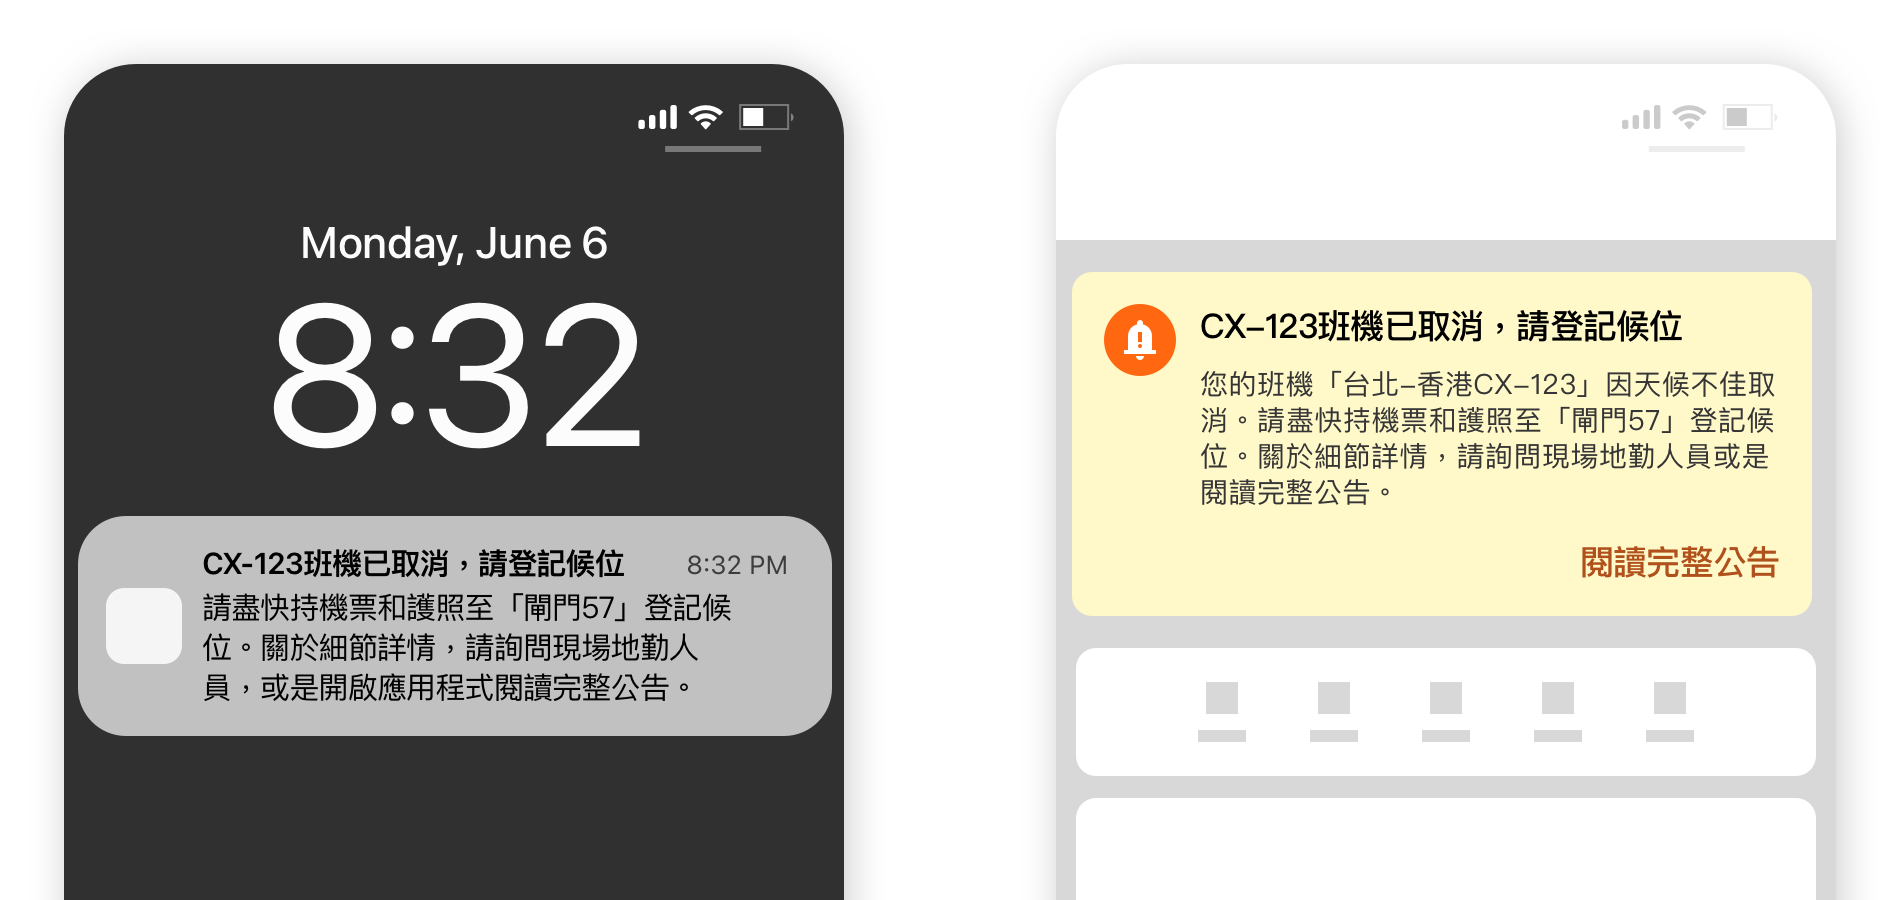 Monday, June 6
8:32
CX-123班機已取消，請登記候位
8:32 PM
請盡快持機票和護照至「閘門57」登記候
位。關於細節詳情，請詢問現場地勤人
員，或是開啟應用程式閱讀完整公告。
CX–123班機已取消，請登記候位
您的班機「台北–香港CX–123」因天候不佳取
消。請盡快持機票和護照至「閘門57」登記候
位。關於細節詳情，請詢問現場地勤人員或是
閱讀完整公告。
閱讀完整公告